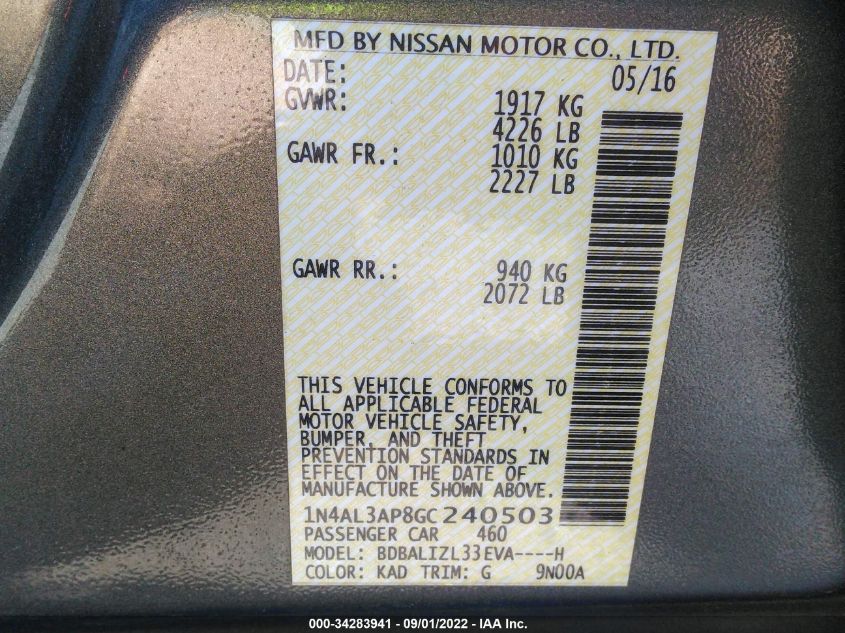 MFD BY NISSAN MOTOR CO., LTD.
DATE: 05/16
GVWR: 1917 KG
4226 LB
GAWR FR.: 1010 KG
2227 LB
GAWR RR.: 940 KG
2072 LB
THIS VEHICLE CONFORMS TO
ALL APPLICABLE FEDERAL
MOTOR VEHICLE SAFETY,
BUMPER, AND THEFT
PREVENTION STANDARDS IN
EFFECT ON THE DATE OF
MANUFACTURE SHOWN ABOVE.
1N4AL3AP8GC240503
PASSENGER CAR 460
MODEL: BDBALIZL33EVA----H
COLOR: KAD TRIM: G 9N00A
000-34283941 - 09/01/2022 - IAA Inc.